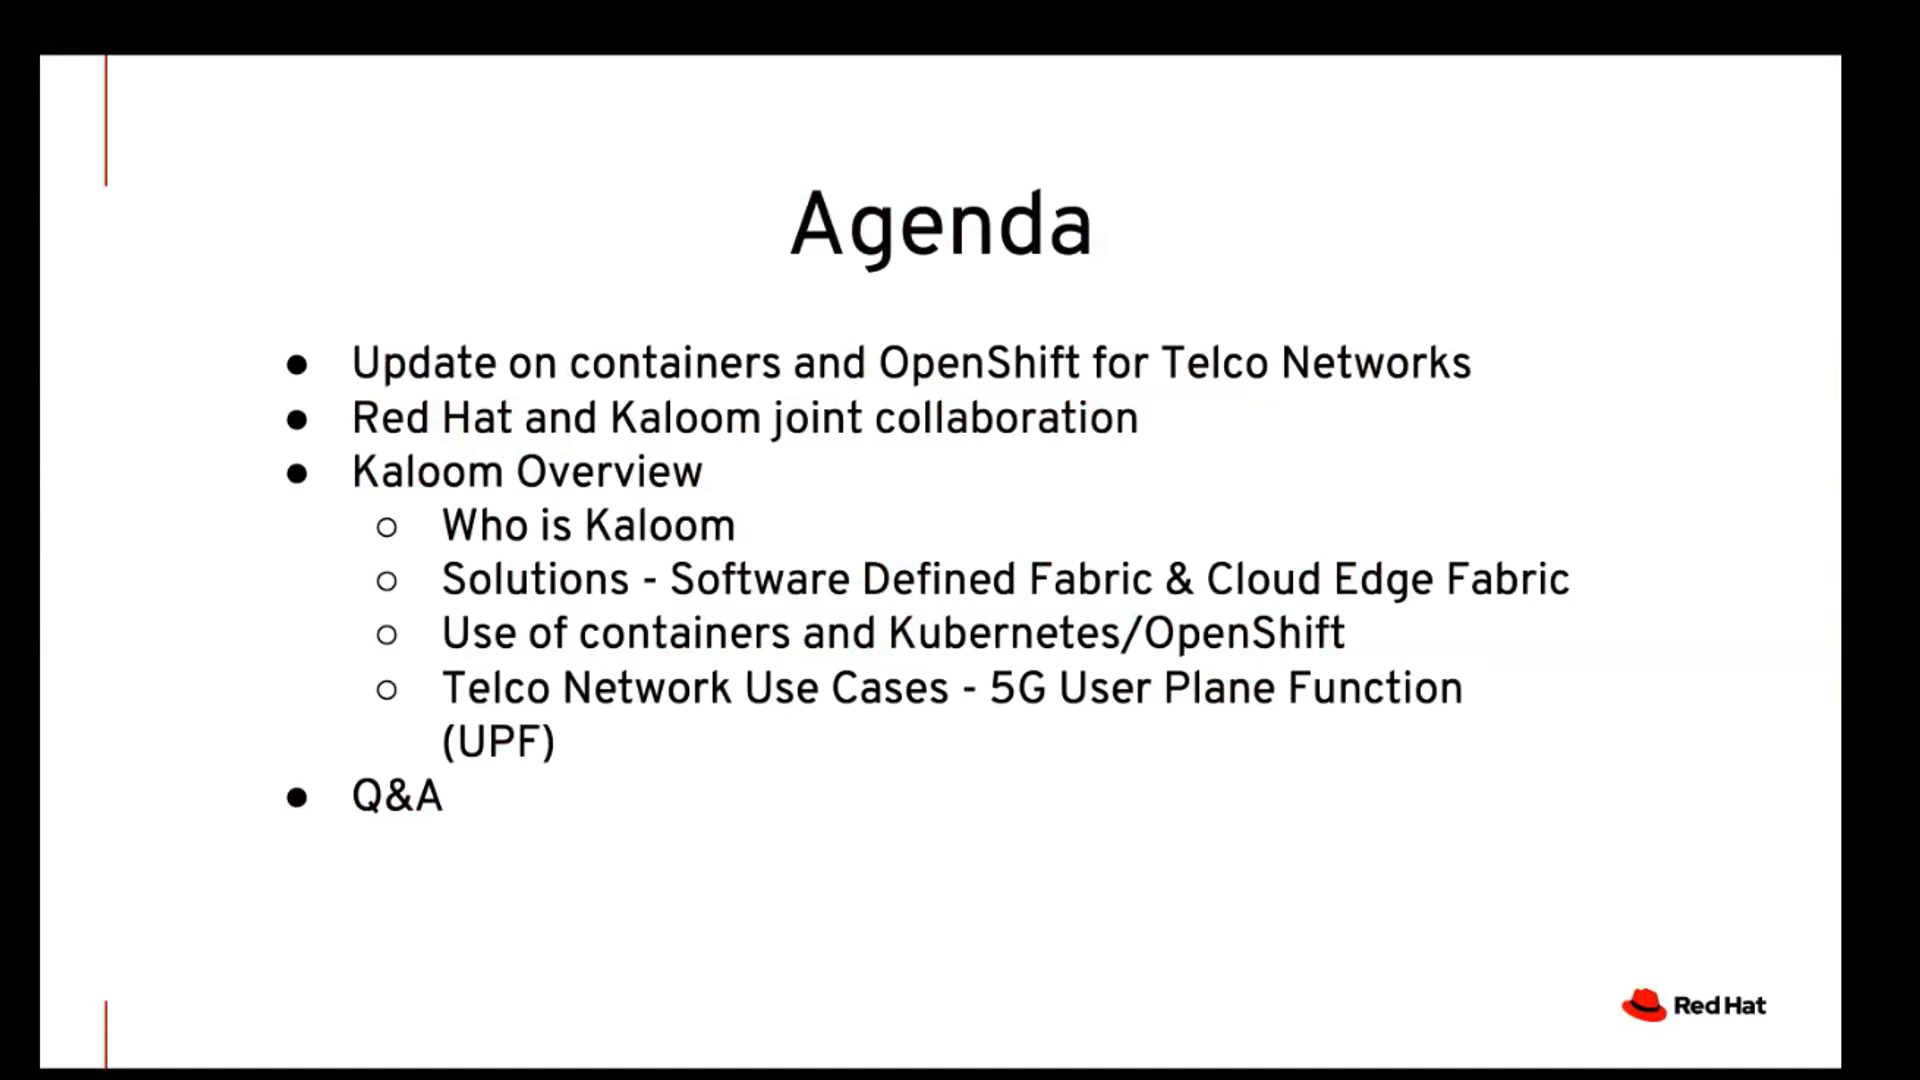 Agenda
● Update on containers and OpenShift for Telco Networks
● Red Hat and Kaloom joint collaboration
● Kaloom Overview
○ Who is Kaloom
○ Solutions - Software Defined Fabric & Cloud Edge Fabric
○ Use of containers and Kubernetes/OpenShift
○ Telco Network Use Cases - 5G User Plane Function
(UPF)
● Q&A
Red Hat